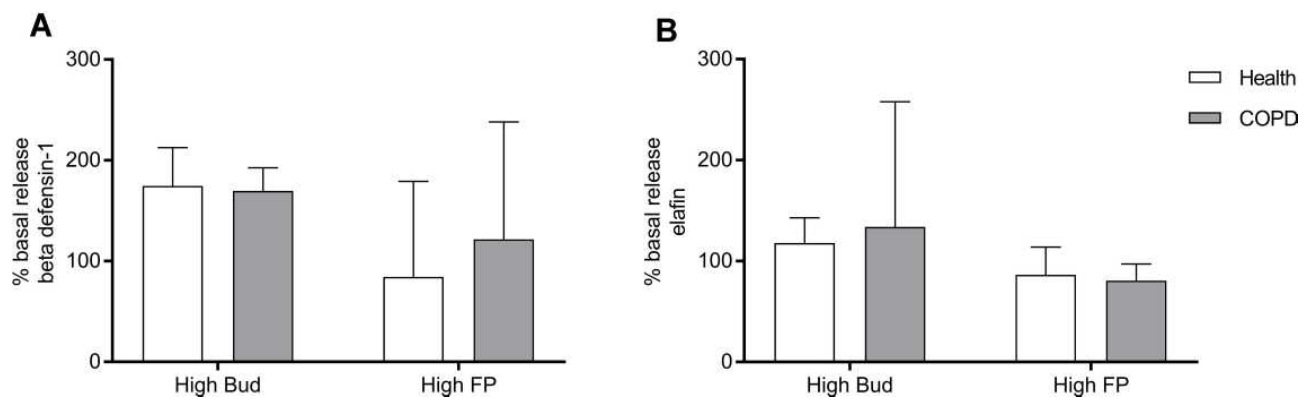 A
% basal release
beta defensin-1
300
200
100
0
High Bud
High FP
B
% basal release
elafin
300
200
100
0
High Bud
High FP
Health
COPD